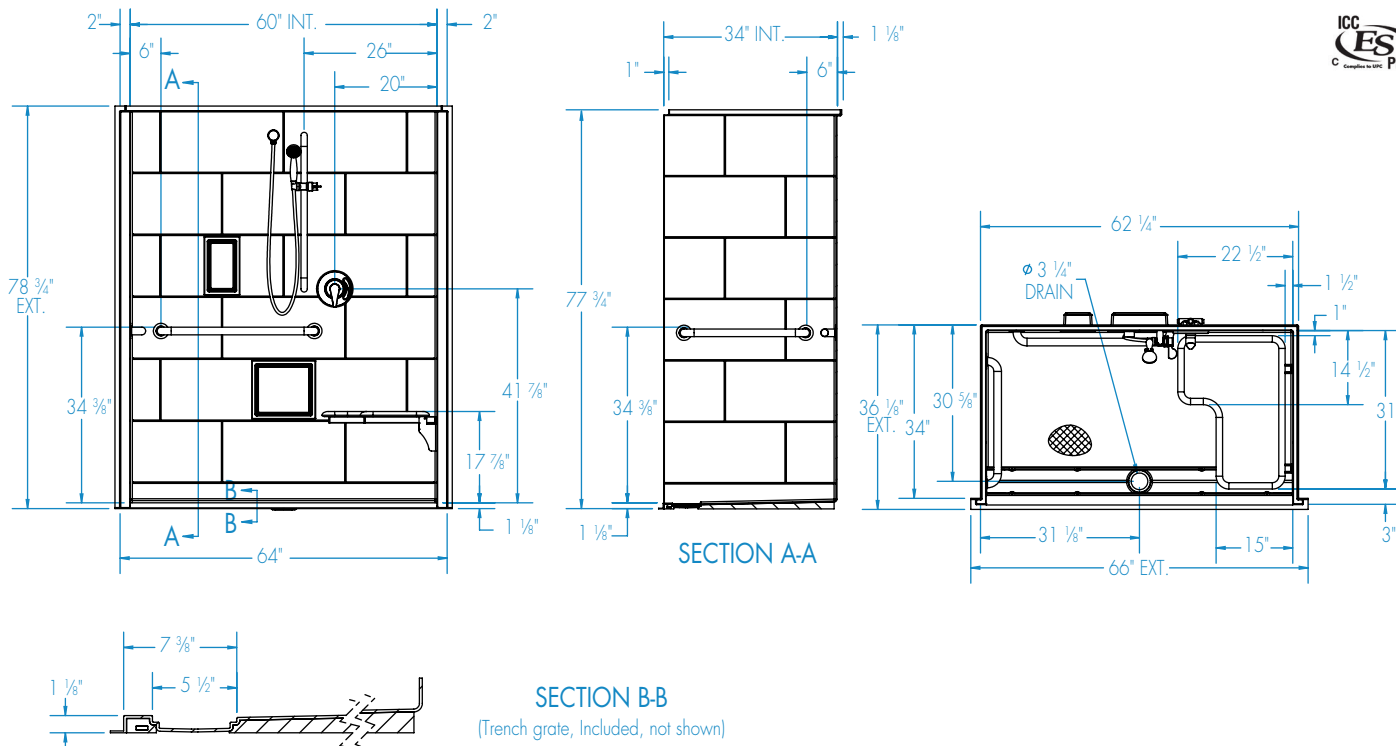 2"
60" INT.
2"
6"
26"
20"
A
78 ¾"
EXT.
34 ⅜"
41 ⅞"
17 ⅞"
1 ⅛"
B
B
A
64"
34" INT.
1 ⅛"
1"
6"
77 ¾"
34 ⅜"
1 ⅛"
SECTION A-A
ICC
ES
C Complies to UPC P
62 ¼"
22 ½"
ø 3 ¼"
DRAIN
1 ½"
1"
14 ½"
31
36 ⅛"
EXT.
34"
30 ⅝"
31 ⅛"
15"
3"
66" EXT.
7 ⅜"
5 ½"
1 ⅛"
SECTION B-B
(Trench grate, Included, not shown)